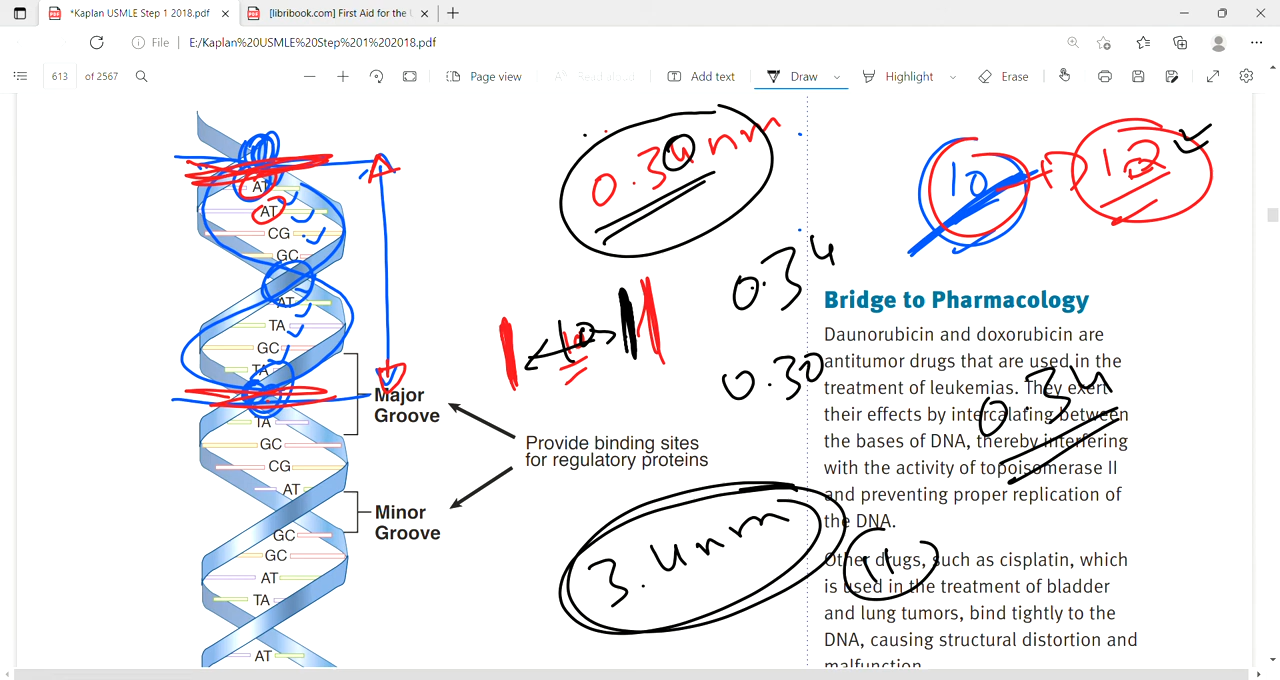 *Kaplan USMLE Step 1 2018.pdf
[libribook.com] First Aid for the U
File
E:/Kaplan%20USMLE%20Step%201%202018.pdf
613 of 2567
Page view
Read aloud
Add text
Draw
Highlight
Erase
0.34 nm
10
12
AT
AT
CG
GC
AT
TA
GC
TA
TA
GC
CG
AT
GC
GC
AT
TA
AT
Major
Groove
Minor
Groove
Provide binding sites
for regulatory proteins
0.34
0.30
0.34
3.4nm
11
Bridge to Pharmacology
Daunorubicin and doxorubicin are
antitumor drugs that are used in the
treatment of leukemias. They exert
their effects by intercalating between
the bases of DNA, thereby interfering
with the activity of topoisomerase II
and preventing proper replication of
the DNA.
Other drugs, such as cisplatin, which
is used in the treatment of bladder
and lung tumors, bind tightly to the
DNA, causing structural distortion and
malfunction